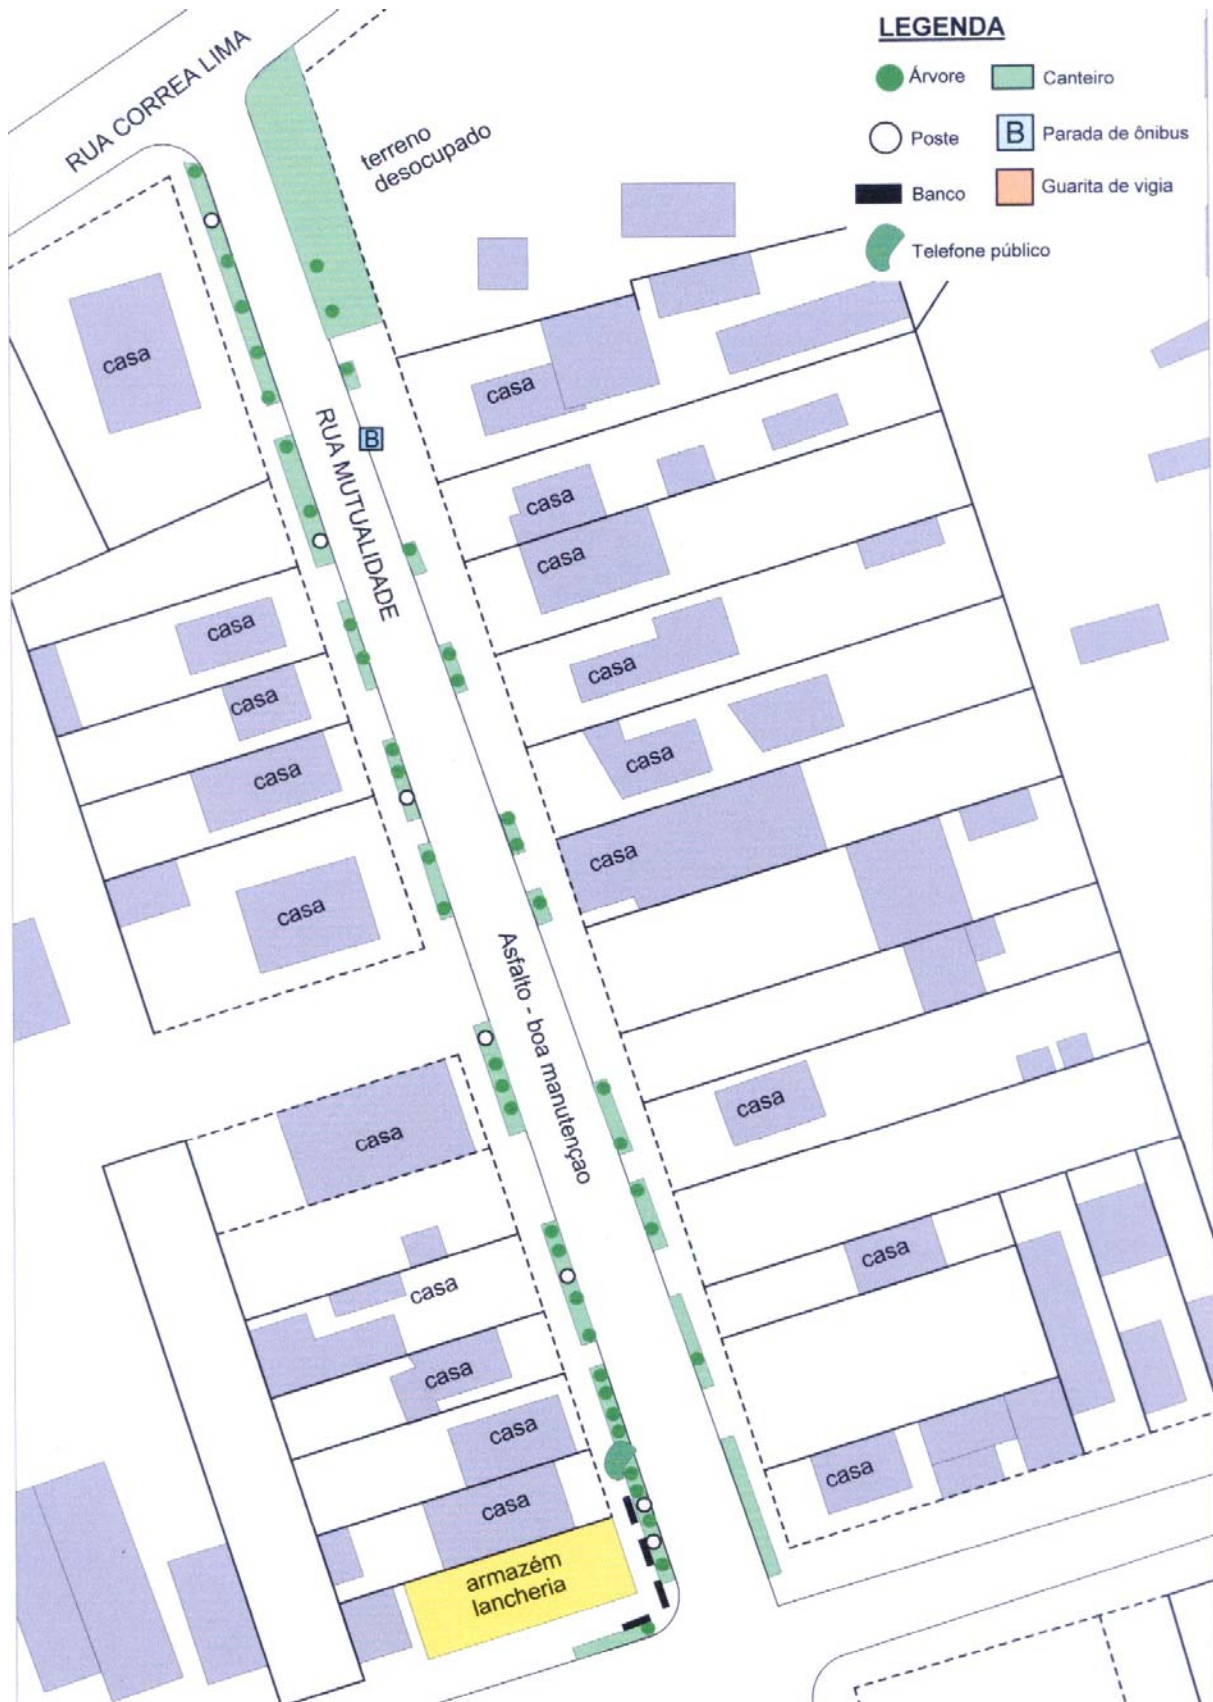 LEGENDA
Árvore
Canteiro
Poste
B
Parada de ônibus
Banco
Guarita de vigia
Telefone público
RUA CORREA LIMA
terreno
desocupado
casa
casa
RUA MUTUALIDADE
B
casa
casa
casa
casa
casa
casa
casa
casa
casa
Asfalto - boa manutenção
casa
casa
casa
casa
casa
casa
casa
casa
armazém
lancheria